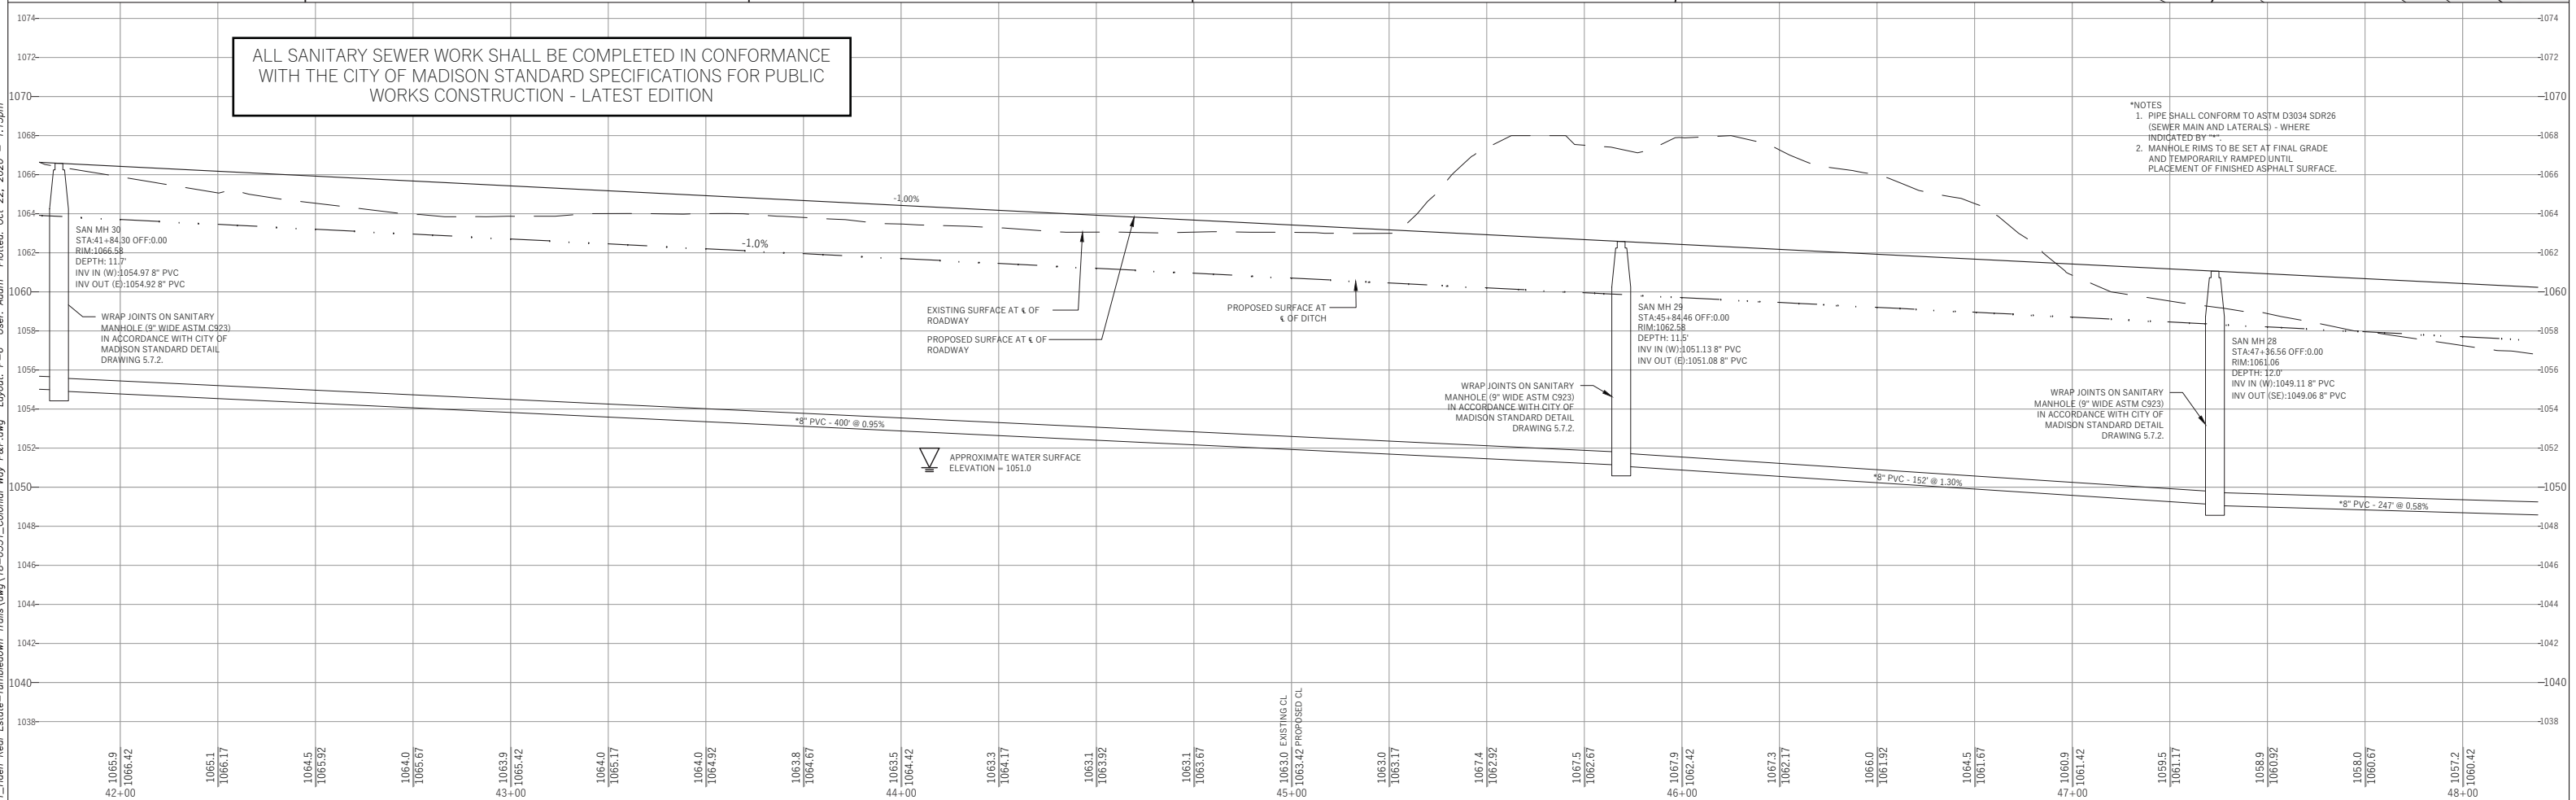 ALL SANITARY SEWER WORK SHALL BE COMPLETED IN CONFORMANCE
WITH THE CITY OF MADISON STANDARD SPECIFICATIONS FOR PUBLIC
WORKS CONSTRUCTION - LATEST EDITION
*NOTES
1. PIPE SHALL CONFORM TO ASTM D3034 SDR26
(SEWER MAIN AND LATERALS) - WHERE
INDICATED BY "*".
2. MANHOLE RIMS TO BE SET AT FINAL GRADE
AND TEMPORARILY RAMPED UNTIL
PLACEMENT OF FINISHED ASPHALT SURFACE.
1074
1072
1070
1068
1066
1064
1062
1060
1058
1056
1054
1052
1050
1048
1046
1044
1042
1040
1038
-1.00%
-1.0%
SAN MH 30
STA:41+84.30 OFF:0.00
RIM:1066.58
DEPTH: 11.7'
INV IN (W):1054.97 8" PVC
INV OUT (E):1054.92 8" PVC
WRAP JOINTS ON SANITARY
MANHOLE (9" WIDE ASTM C923)
IN ACCORDANCE WITH CITY OF
MADISON STANDARD DETAIL
DRAWING 5.7.2.
EXISTING SURFACE AT ℄ OF
ROADWAY
PROPOSED SURFACE AT ℄ OF
ROADWAY
PROPOSED SURFACE AT
℄ OF DITCH
*8" PVC - 400' @ 0.95%
APPROXIMATE WATER SURFACE
ELEVATION = 1051.0
SAN MH 29
STA:45+84.46 OFF:0.00
RIM:1062.58
DEPTH: 11.5'
INV IN (W):1051.13 8" PVC
INV OUT (E):1051.08 8" PVC
WRAP JOINTS ON SANITARY
MANHOLE (9" WIDE ASTM C923)
IN ACCORDANCE WITH CITY OF
MADISON STANDARD DETAIL
DRAWING 5.7.2.
*8" PVC - 152' @ 1.30%
SAN MH 28
STA:47+36.56 OFF:0.00
RIM:1061.06
DEPTH: 12.0'
INV IN (W):1049.11 8" PVC
INV OUT (SE):1049.06 8" PVC
WRAP JOINTS ON SANITARY
MANHOLE (9" WIDE ASTM C923)
IN ACCORDANCE WITH CITY OF
MADISON STANDARD DETAIL
DRAWING 5.7.2.
*8" PVC - 247' @ 0.58%
1074
1072
1070
1068
1066
1064
1062
1060
1058
1056
1054
1052
1050
1048
1046
1044
1042
1040
1038
1065.9
1066.42
1065.1
1066.17
1064.5
1065.92
1064.0
1065.67
1063.9
1065.42
1064.0
1065.17
1064.0
1064.92
1063.8
1064.67
1063.5
1064.42
1063.3
1064.17
1063.1
1063.92
1063.1
1063.67
1063.0 EXISTING CL
1063.42 PROPOSED CL
1063.0
1063.17
1067.4
1062.92
1067.5
1062.67
1067.9
1062.42
1067.3
1062.17
1066.0
1061.92
1064.5
1061.67
1060.9
1061.42
1059.5
1061.17
1058.9
1060.92
1058.0
1060.67
1057.2
1060.42
42+00
43+00
44+00
45+00
46+00
47+00
48+00